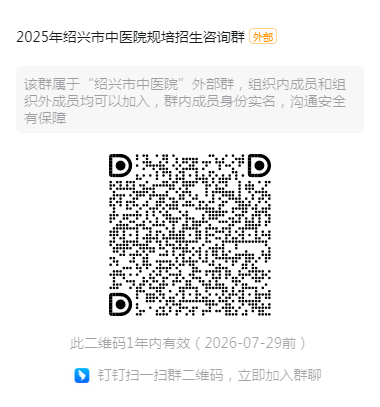 2025年绍兴市中医院规培招生咨询群 外部
该群属于“绍兴市中医院”外部群，组织内成员和组
织外成员均可以加入，群内成员身份实名，沟通安全
有保障
此二维码1年内有效（2026-07-29前）
钉钉扫一扫群二维码，立即加入群聊